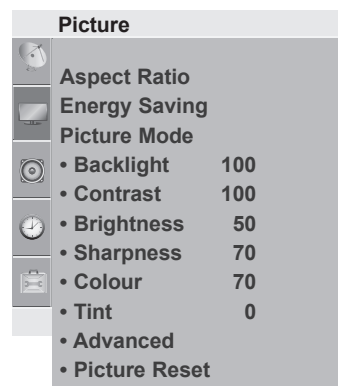 Picture
Aspect Ratio
Energy Saving
Picture Mode
• Backlight 100
• Contrast 100
• Brightness 50
• Sharpness 70
• Colour 70
• Tint 0
• Advanced
• Picture Reset